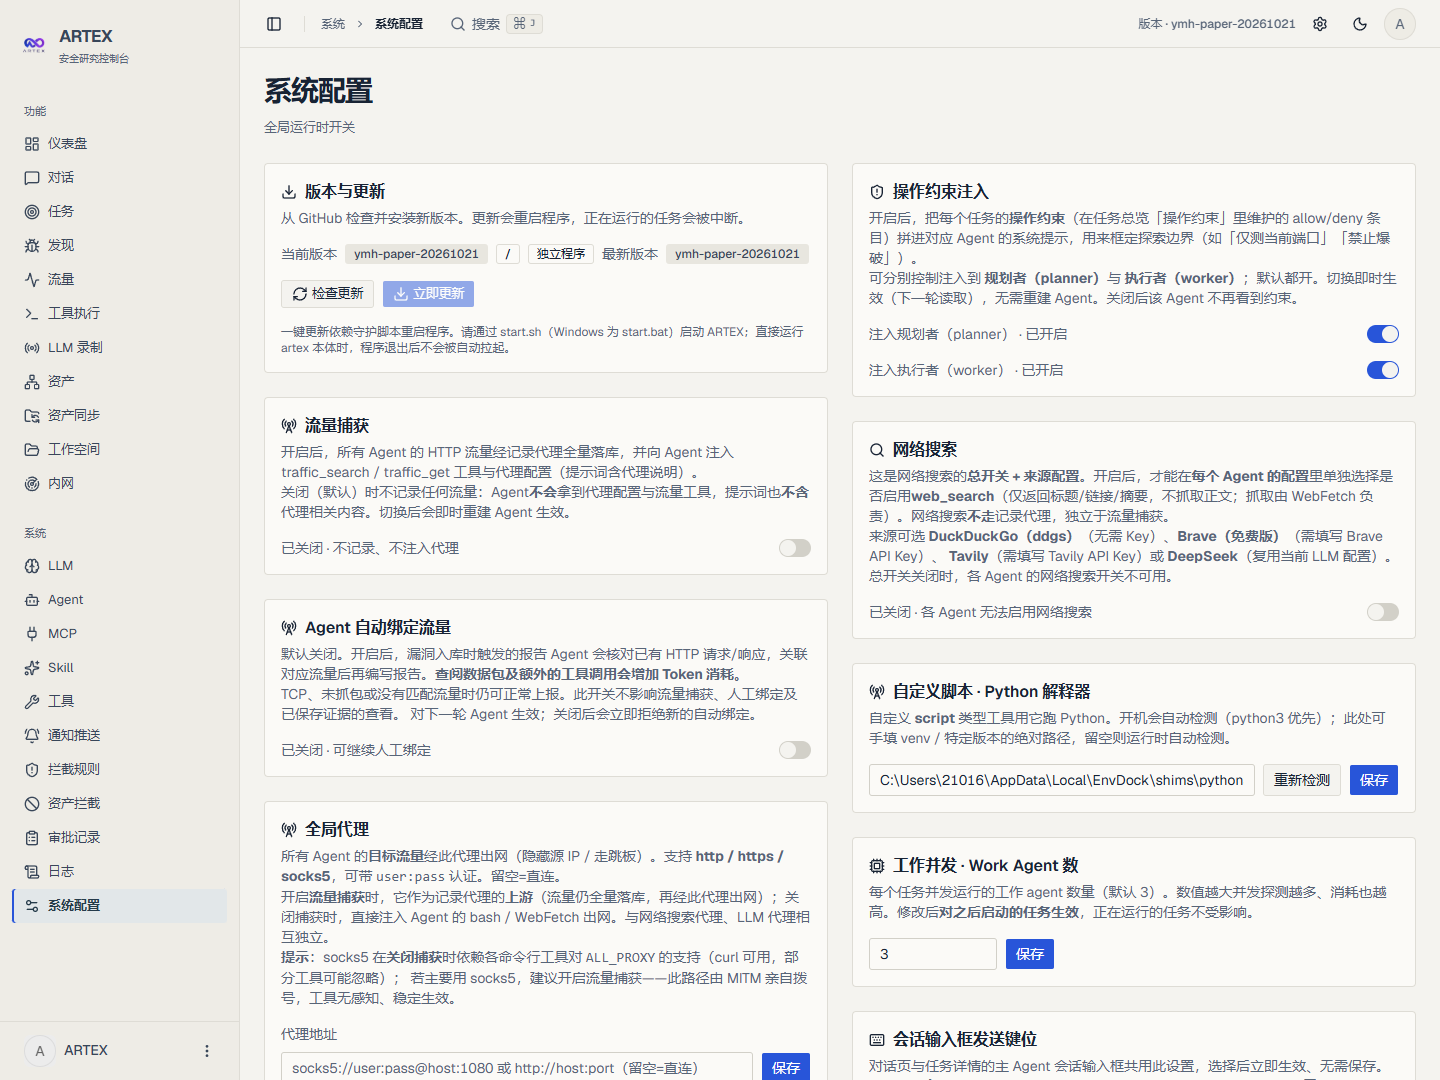 ARTEX
安全研究控制台
功能
仪表盘
对话
任务
发现
流量
工具执行
LLM 录制
资产
资产同步
工作空间
内网
系统
LLM
Agent
MCP
Skill
工具
通知推送
拦截规则
资产拦截
审批记录
日志
系统配置
A ARTEX
系统 > 系统配置 搜索 ⌘ J
版本 · ymh-paper-20261021 A
系统配置
全局运行时开关
版本与更新
从 GitHub 检查并安装新版本。更新会重启程序，正在运行的任务会被中断。
当前版本 ymh-paper-20261021 / 独立程序 最新版本 ymh-paper-20261021
检查更新 立即更新
一键更新依赖守护脚本重启程序。请通过 start.sh（Windows 为 start.bat）启动 ARTEX；直接运行
artex 本体时，程序退出后不会被自动拉起。
流量捕获
开启后，所有 Agent 的 HTTP 流量经记录代理全量落库，并向 Agent 注入
traffic_search / traffic_get 工具与代理配置（提示词含代理说明）。
关闭（默认）时不记录任何流量：Agent不会拿到代理配置与流量工具，提示词也不含
代理相关内容。切换后会即时重建 Agent 生效。
已关闭 · 不记录、不注入代理
Agent 自动绑定流量
默认关闭。开启后，漏洞入库时触发的报告 Agent 会核对已有 HTTP 请求/响应，关联
对应流量后再编写报告。查阅数据包及额外的工具调用会增加 Token 消耗。
TCP、未抓包或没有匹配流量时仍可正常上报。此开关不影响流量捕获、人工绑定及
已保存证据的查看。 对下一轮 Agent 生效；关闭后会立即拒绝新的自动绑定。
已关闭 · 可继续人工绑定
全局代理
所有 Agent 的目标流量经此代理出网（隐藏源 IP / 走跳板）。支持 http / https /
socks5，可带 user:pass 认证。留空=直连。
开启流量捕获时，它作为记录代理的上游（流量仍全量落库，再经此代理出网）；关
闭捕获时，直接注入 Agent 的 bash / WebFetch 出网。与网络搜索代理、LLM 代理相
互独立。
提示：socks5 在关闭捕获时依赖各命令行工具对 ALL_PROXY 的支持（curl 可用，部
分工具可能忽略）； 若主要用 socks5，建议开启流量捕获——此路径由 MITM 亲自拨
号，工具无感知、稳定生效。
代理地址
socks5://user:pass@host:1080 或 http://host:port（留空=直连） 保存
操作约束注入
开启后，把每个任务的操作约束（在任务总览「操作约束」里维护的 allow/deny 条
目）拼进对应 Agent 的系统提示，用来框定探索边界（如「仅测当前端口」「禁止爆
破」）。
可分别控制注入到 规划者（planner）与 执行者（worker）；默认都开。切换即时生
效（下一轮读取），无需重建 Agent。关闭后该 Agent 不再看到约束。
注入规划者（planner） · 已开启
注入执行者（worker） · 已开启
网络搜索
这是网络搜索的总开关 + 来源配置。开启后，才能在每个 Agent 的配置里单独选择是
否启用web_search（仅返回标题/链接/摘要，不抓取正文；抓取由 WebFetch 负
责）。网络搜索不走记录代理，独立于流量捕获。
来源可选 DuckDuckGo（ddgs）（无需 Key）、Brave（免费版）（需填写 Brave
API Key）、 Tavily（需填写 Tavily API Key）或 DeepSeek（复用当前 LLM 配置）。
总开关关闭时，各 Agent 的网络搜索开关不可用。
已关闭 · 各 Agent 无法启用网络搜索
自定义脚本 · Python 解释器
自定义 script 类型工具用它跑 Python。开机会自动检测（python3 优先）；此处可
手填 venv / 特定版本的绝对路径，留空则运行时自动检测。
C:\Users\21016\AppData\Local\EnvDock\shims\python 重新检测 保存
工作并发 · Work Agent 数
每个任务并发运行的工作 agent 数量（默认 3）。数值越大并发探测越多、消耗也越
高。修改后对之后启动的任务生效，正在运行的任务不受影响。
3 保存
会话输入框发送键位
对话页与任务详情的主 Agent 会话输入框共用此设置，选择后立即生效、无需保存。